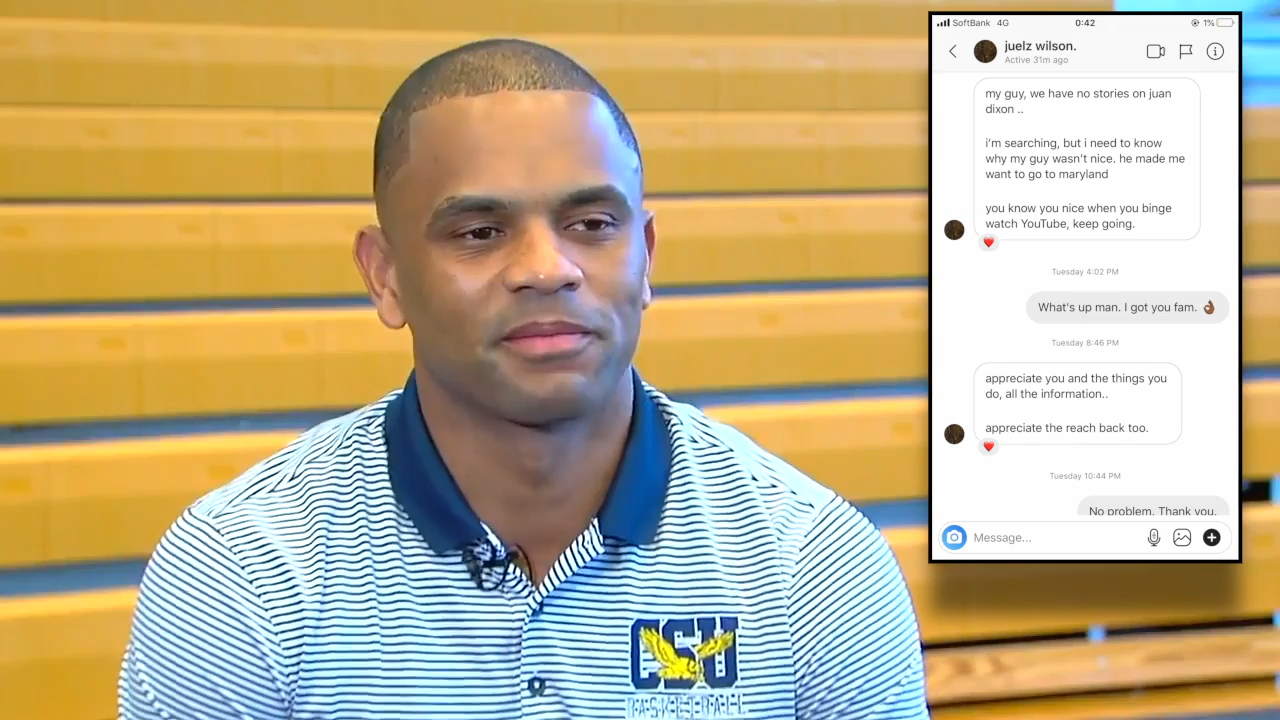 SoftBank 4G 0:42 1%
juelz wilson.
Active 31m ago
my guy, we have no stories on juan
dixon ..
i'm searching, but i need to know
why my guy wasn't nice. he made me
want to go to maryland
you know you nice when you binge
watch YouTube, keep going.
Tuesday 4:02 PM
What's up man. I got you fam. 👌🏾
Tuesday 8:46 PM
appreciate you and the things you
do, all the information..
appreciate the reach back too.
Tuesday 10:44 PM
No problem. Thank you.
Message...
CSU
BASKETBALL